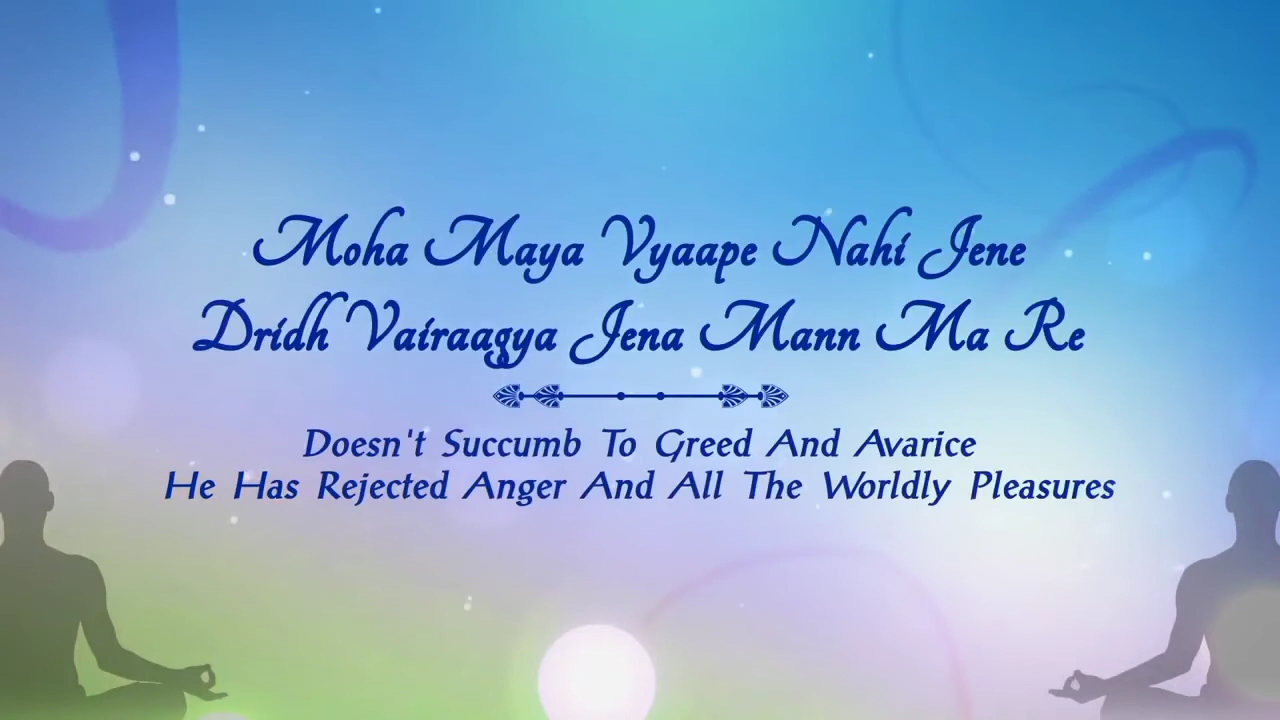 Moha Maya Vyaape Nahi Jene
Dridh Vairaagya Jena Mann Ma Re
Doesn't Succumb To Greed And Avarice
He Has Rejected Anger And All The Worldly Pleasures